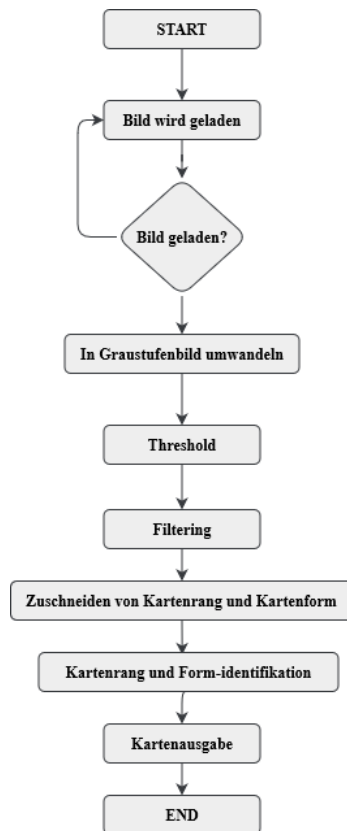 START
Bild wird geladen
Bild geladen?
In Graustufenbild umwandeln
Threshold
Filtering
Zuschneiden von Kartenrang und Kartenform
Kartenrang und Form-identifikation
Kartenausgabe
END